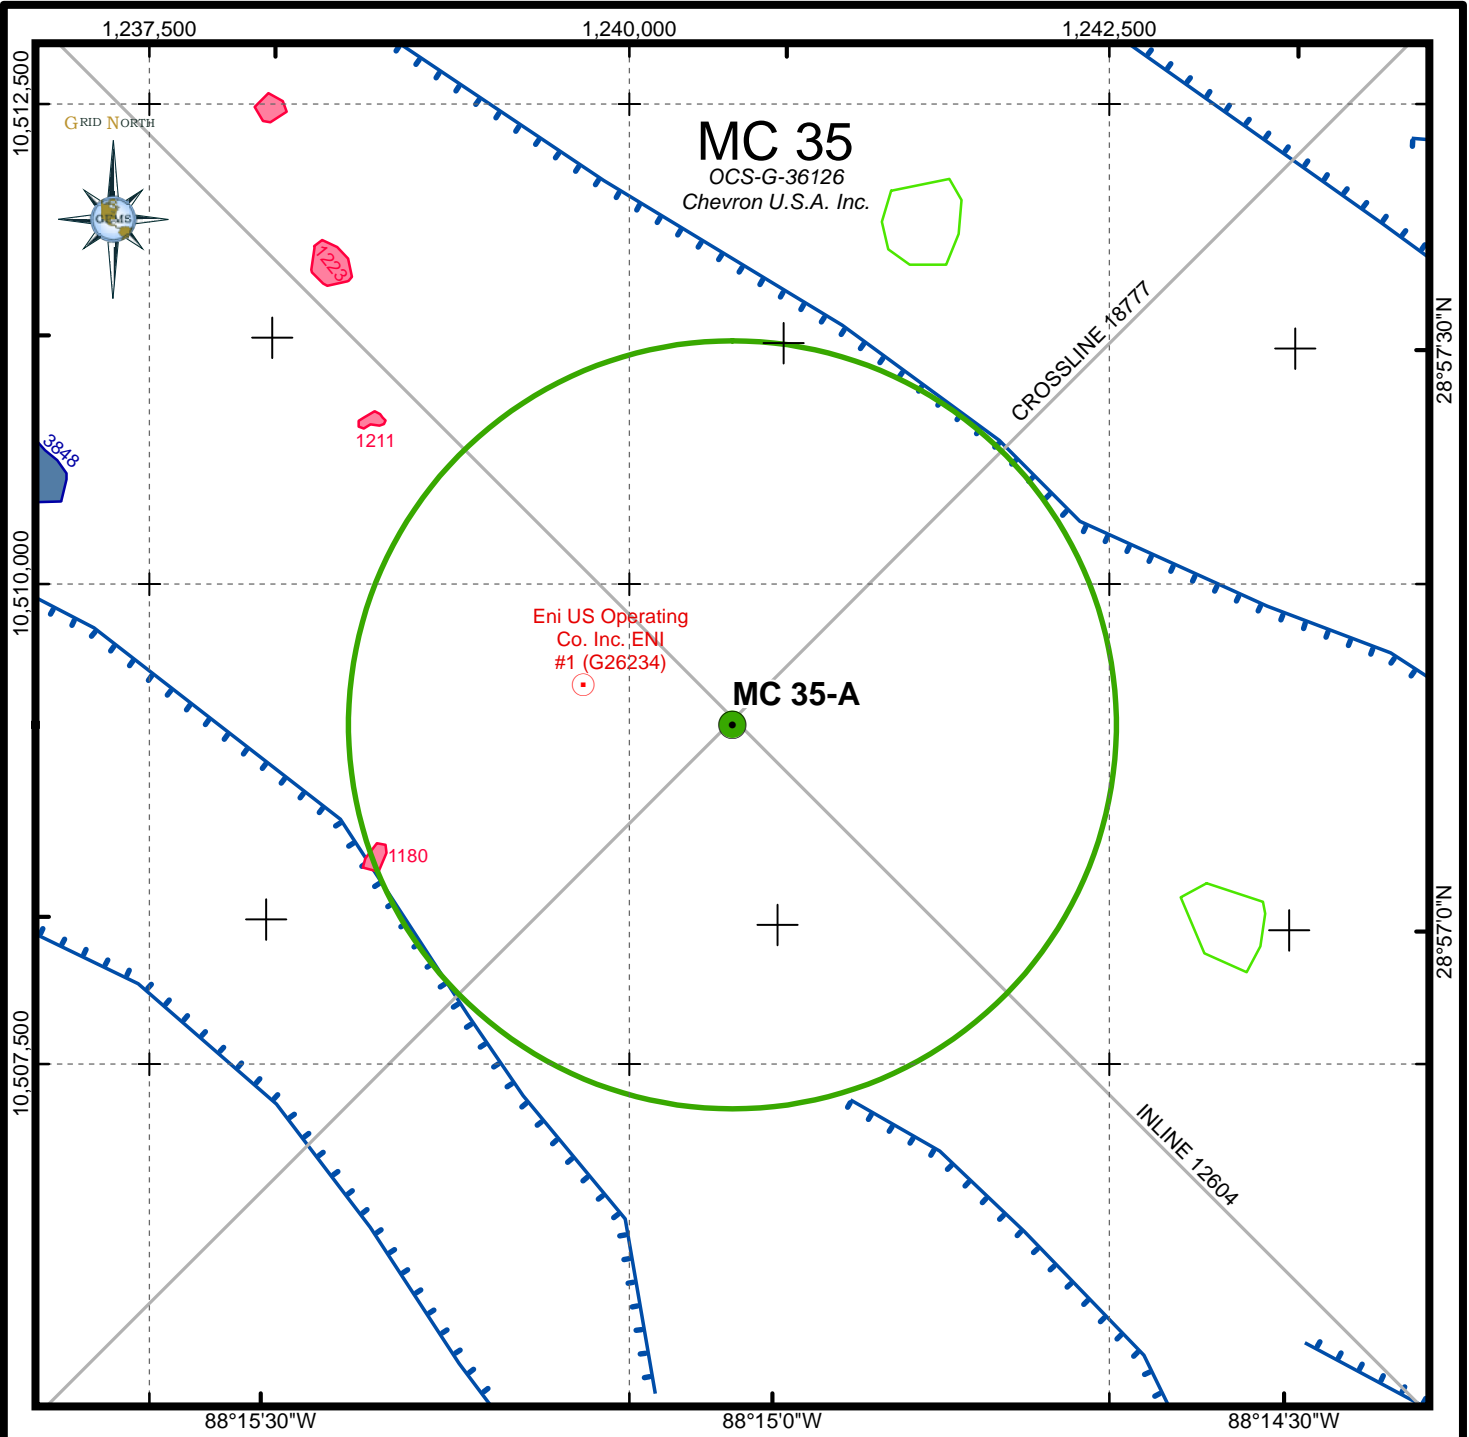 1,237,500
1,240,000
1,242,500
10,512,500
GRID NORTH
GEMS
MC 35
OCS-G-36126
Chevron U.S.A. Inc.
1223
CROSSLINE 18777
28°57'30"N
1211
3848
10,510,000
Eni US Operating
Co. Inc. ENI
#1 (G26234)
MC 35-A
1180
28°57'0"N
10,507,500
INLINE 12604
88°15'30"W
88°15'0"W
88°14'30"W